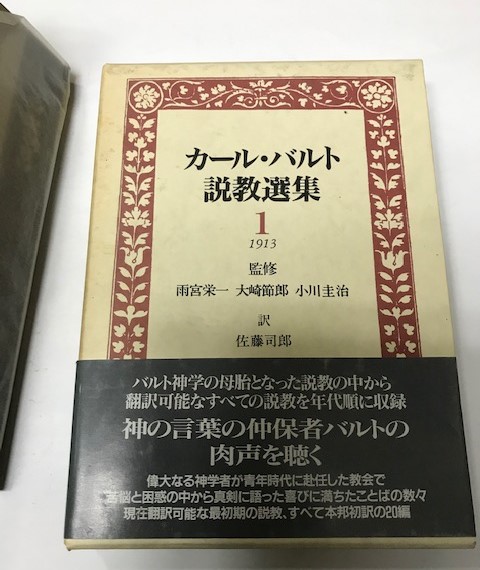 カール・バルト
説教選集
1
1913
監修
雨宮栄一 大崎節郎 小川圭治
訳
佐藤司郎
バルト神学の母胎となった説教の中から
翻訳可能なすべての説教を年代順に収録
神の言葉の仲保者バルトの
肉声を聴く
偉大なる神学者が青年時代に赴任した教会で
苦悩と困惑の中から真剣に語った喜びに満ちたことばの数々
現在翻訳可能な最初期の説教、すべて本邦初訳の20編